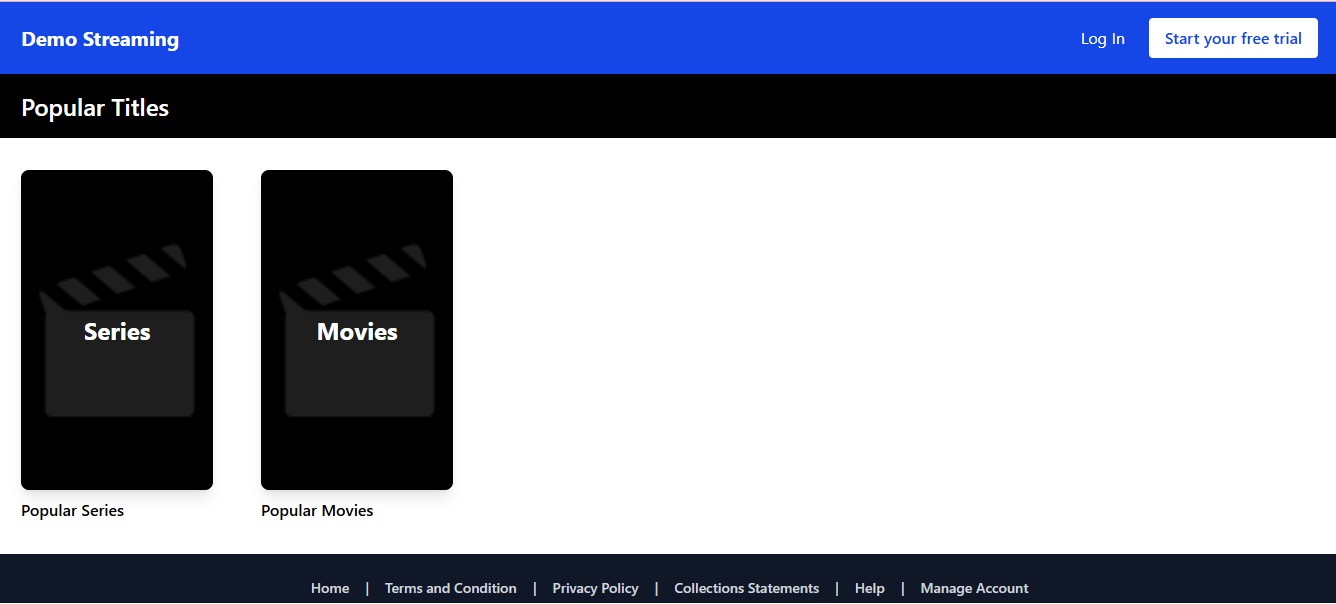 Demo Streaming
Log In
Start your free trial
Popular Titles
Series
Movies
Popular Series
Popular Movies
Home | Terms and Condition | Privacy Policy | Collections Statements | Help | Manage Account